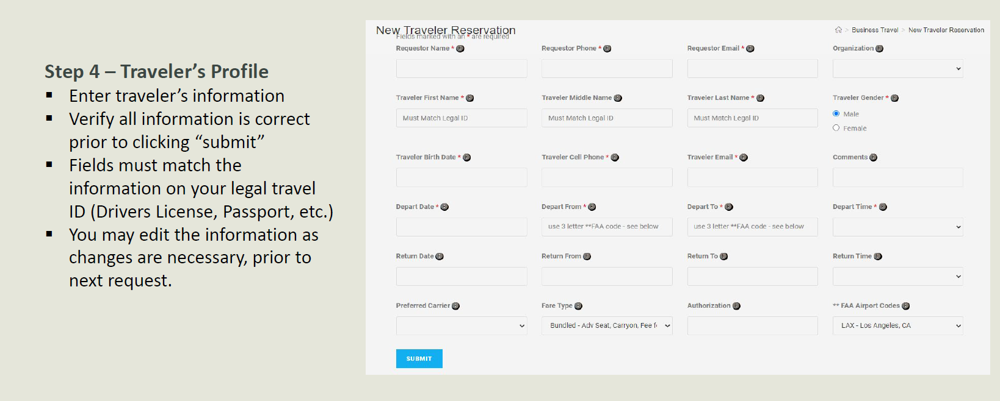 Step 4 – Traveler’s Profile
▪ Enter traveler’s information
▪ Verify all information is correct
prior to clicking “submit”
▪ Fields must match the
information on your legal travel
ID (Drivers License, Passport, etc.)
▪ You may edit the information as
changes are necessary, prior to
next request.
New Traveler Reservation
> Business Travel > New Traveler Reservation
Fields marked with an * are required
Requestor Name * Requestor Phone * Requestor Email * Organization
Traveler First Name * Traveler Middle Name Traveler Last Name * Traveler Gender *
Must Match Legal ID Must Match Legal ID Must Match Legal ID Male
Female
Traveler Birth Date * Traveler Cell Phone * Traveler Email * Comments
Depart Date * Depart From * Depart To * Depart Time *
use 3 letter **FAA code - see below use 3 letter **FAA code - see below
Return Date Return From Return To Return Time
Preferred Carrier Fare Type Authorization ** FAA Airport Codes
Bundled - Adv Seat, Carryon, Fee f LAX - Los Angeles, CA
SUBMIT